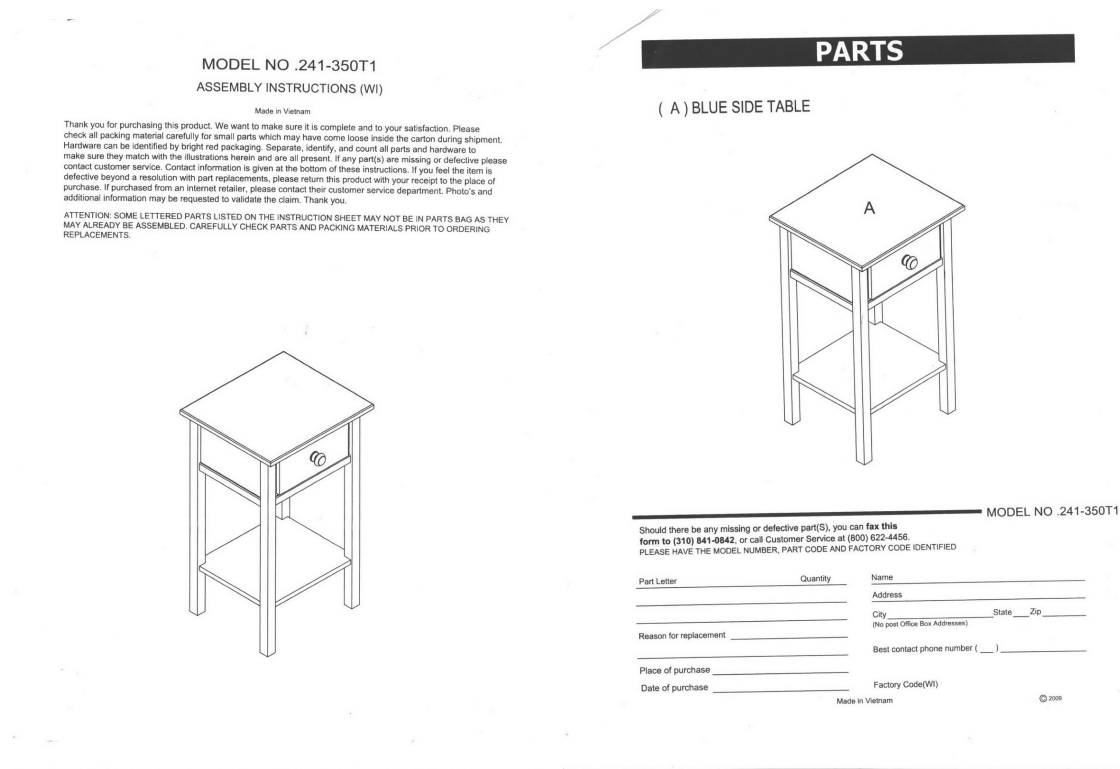 MODEL NO .241-350T1
ASSEMBLY INSTRUCTIONS (WI)
Made in Vietnam
Thank you for purchasing this product. We want to make sure it is complete and to your satisfaction. Please
check all packing material carefully for small parts which may have come loose inside the carton during shipment.
Hardware can be identified by bright red packaging. Separate, identify, and count all parts and hardware to
make sure they match with the illustrations herein and are all present. If any part(s) are missing or defective please
contact customer service. Contact information is given at the bottom of these instructions. If you feel the item is
defective beyond a resolution with part replacements, please return this product with your receipt to the place of
purchase. If purchased from an internet retailer, please contact their customer service department. Photo's and
additional information may be requested to validate the claim. Thank you.
ATTENTION: SOME LETTERED PARTS LISTED ON THE INSTRUCTION SHEET MAY NOT BE IN PARTS BAG AS THEY
MAY ALREADY BE ASSEMBLED. CAREFULLY CHECK PARTS AND PACKING MATERIALS PRIOR TO ORDERING
REPLACEMENTS.
PARTS
( A ) BLUE SIDE TABLE
A
MODEL NO .241-350T1
Should there be any missing or defective part(S), you can fax this
form to (310) 841-0842, or call Customer Service at (800) 622-4456.
PLEASE HAVE THE MODEL NUMBER, PART CODE AND FACTORY CODE IDENTIFIED
Part Letter Quantity
Reason for replacement
Place of purchase
Date of purchase
Name
Address
City State Zip
(No post Office Box Addresses)
Best contact phone number ( )
Factory Code(WI)
Made in Vietnam
© 2009